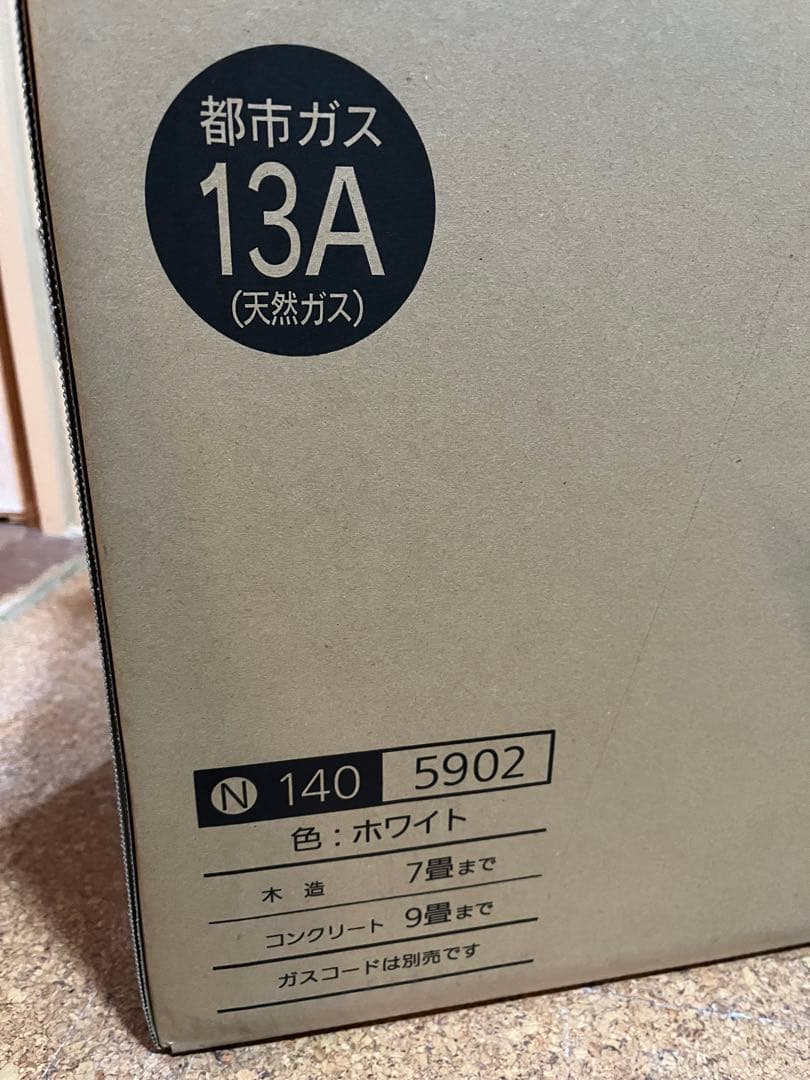 都市ガス
13A
(天然ガス)
N 140 5902
色:ホワイト
木造 7畳まで
コンクリート 9畳まで
ガスコードは別売です